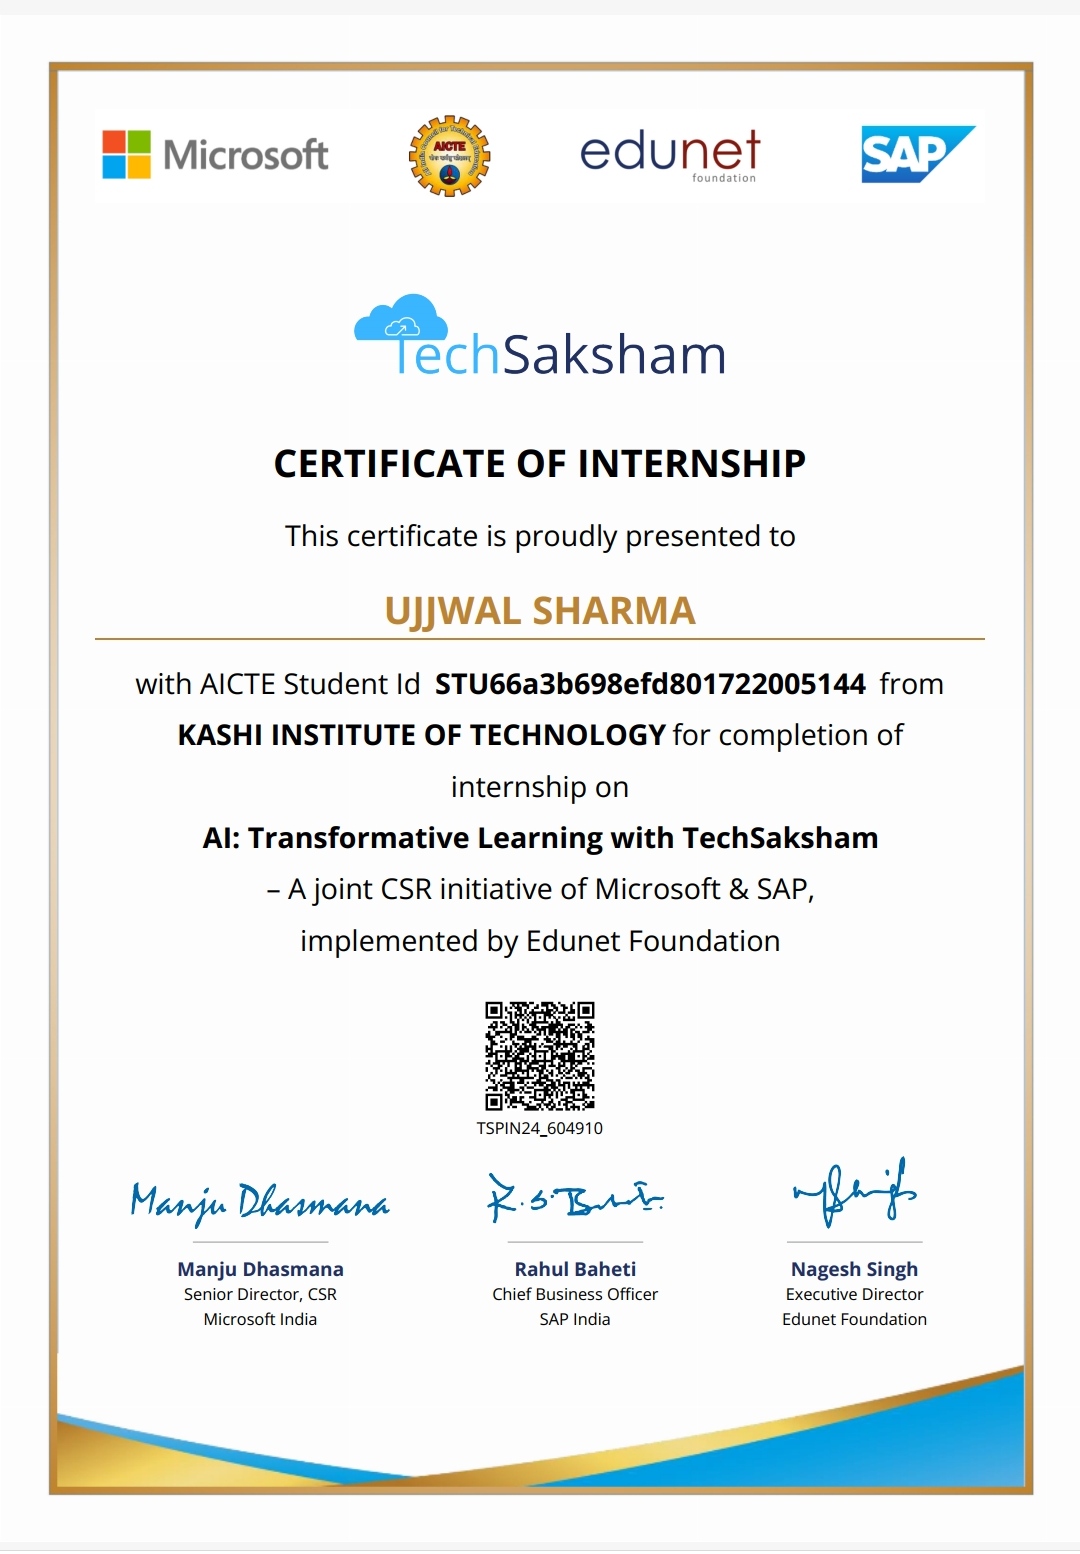 Microsoft
AICTE
edunet
foundation
SAP
TechSaksham
CERTIFICATE OF INTERNSHIP
This certificate is proudly presented to
UJJWAL SHARMA
with AICTE Student Id STU66a3b698efd801722005144 from
KASHI INSTITUTE OF TECHNOLOGY for completion of
internship on
AI: Transformative Learning with TechSaksham
– A joint CSR initiative of Microsoft & SAP,
implemented by Edunet Foundation
TSPIN24_604910
Manju Dhasmana
Manju Dhasmana
Senior Director, CSR
Microsoft India
Rahul Baheti
Chief Business Officer
SAP India
Nagesh Singh
Executive Director
Edunet Foundation